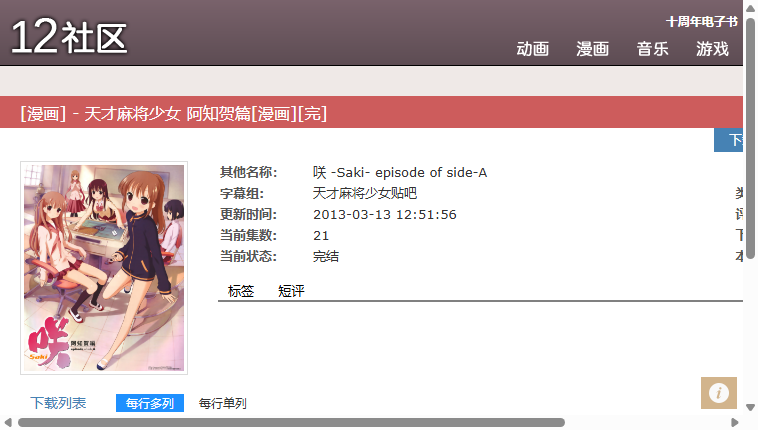 12社区
十周年电子书
动画 漫画 音乐 游戏
[漫画] - 天才麻将少女 阿知贺篇[漫画][完]
其他名称: 咲 -Saki- episode of side-A
字幕组: 天才麻将少女贴吧
更新时间: 2013-03-13 12:51:56
当前集数: 21
当前状态: 完结
标签 短评
咲
Saki
阿知賀編
下载列表 每行多列 每行单列